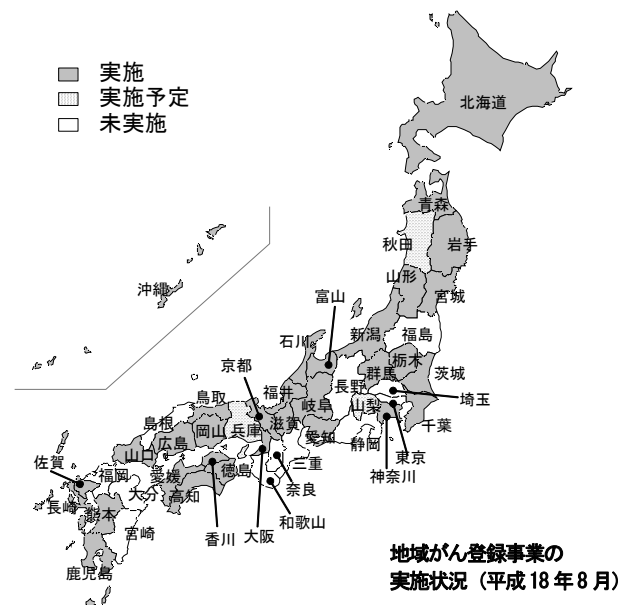 実施
実施予定
未実施
北海道
青森
秋田
岩手
山形
宮城
沖縄
富山
石川
新潟
福島
京都
栃木
群馬
茨城
福井
長野
鳥取
岐阜
山梨
埼玉
島根
岡山
兵庫
滋賀
千葉
広島
愛知
静岡
東京
佐賀
山口
三重
神奈川
福岡
愛媛
徳島
奈良
長崎
大分
高知
熊本
和歌山
宮崎
香川
大阪
鹿児島
地域がん登録事業の
実施状況（平成18年8月）